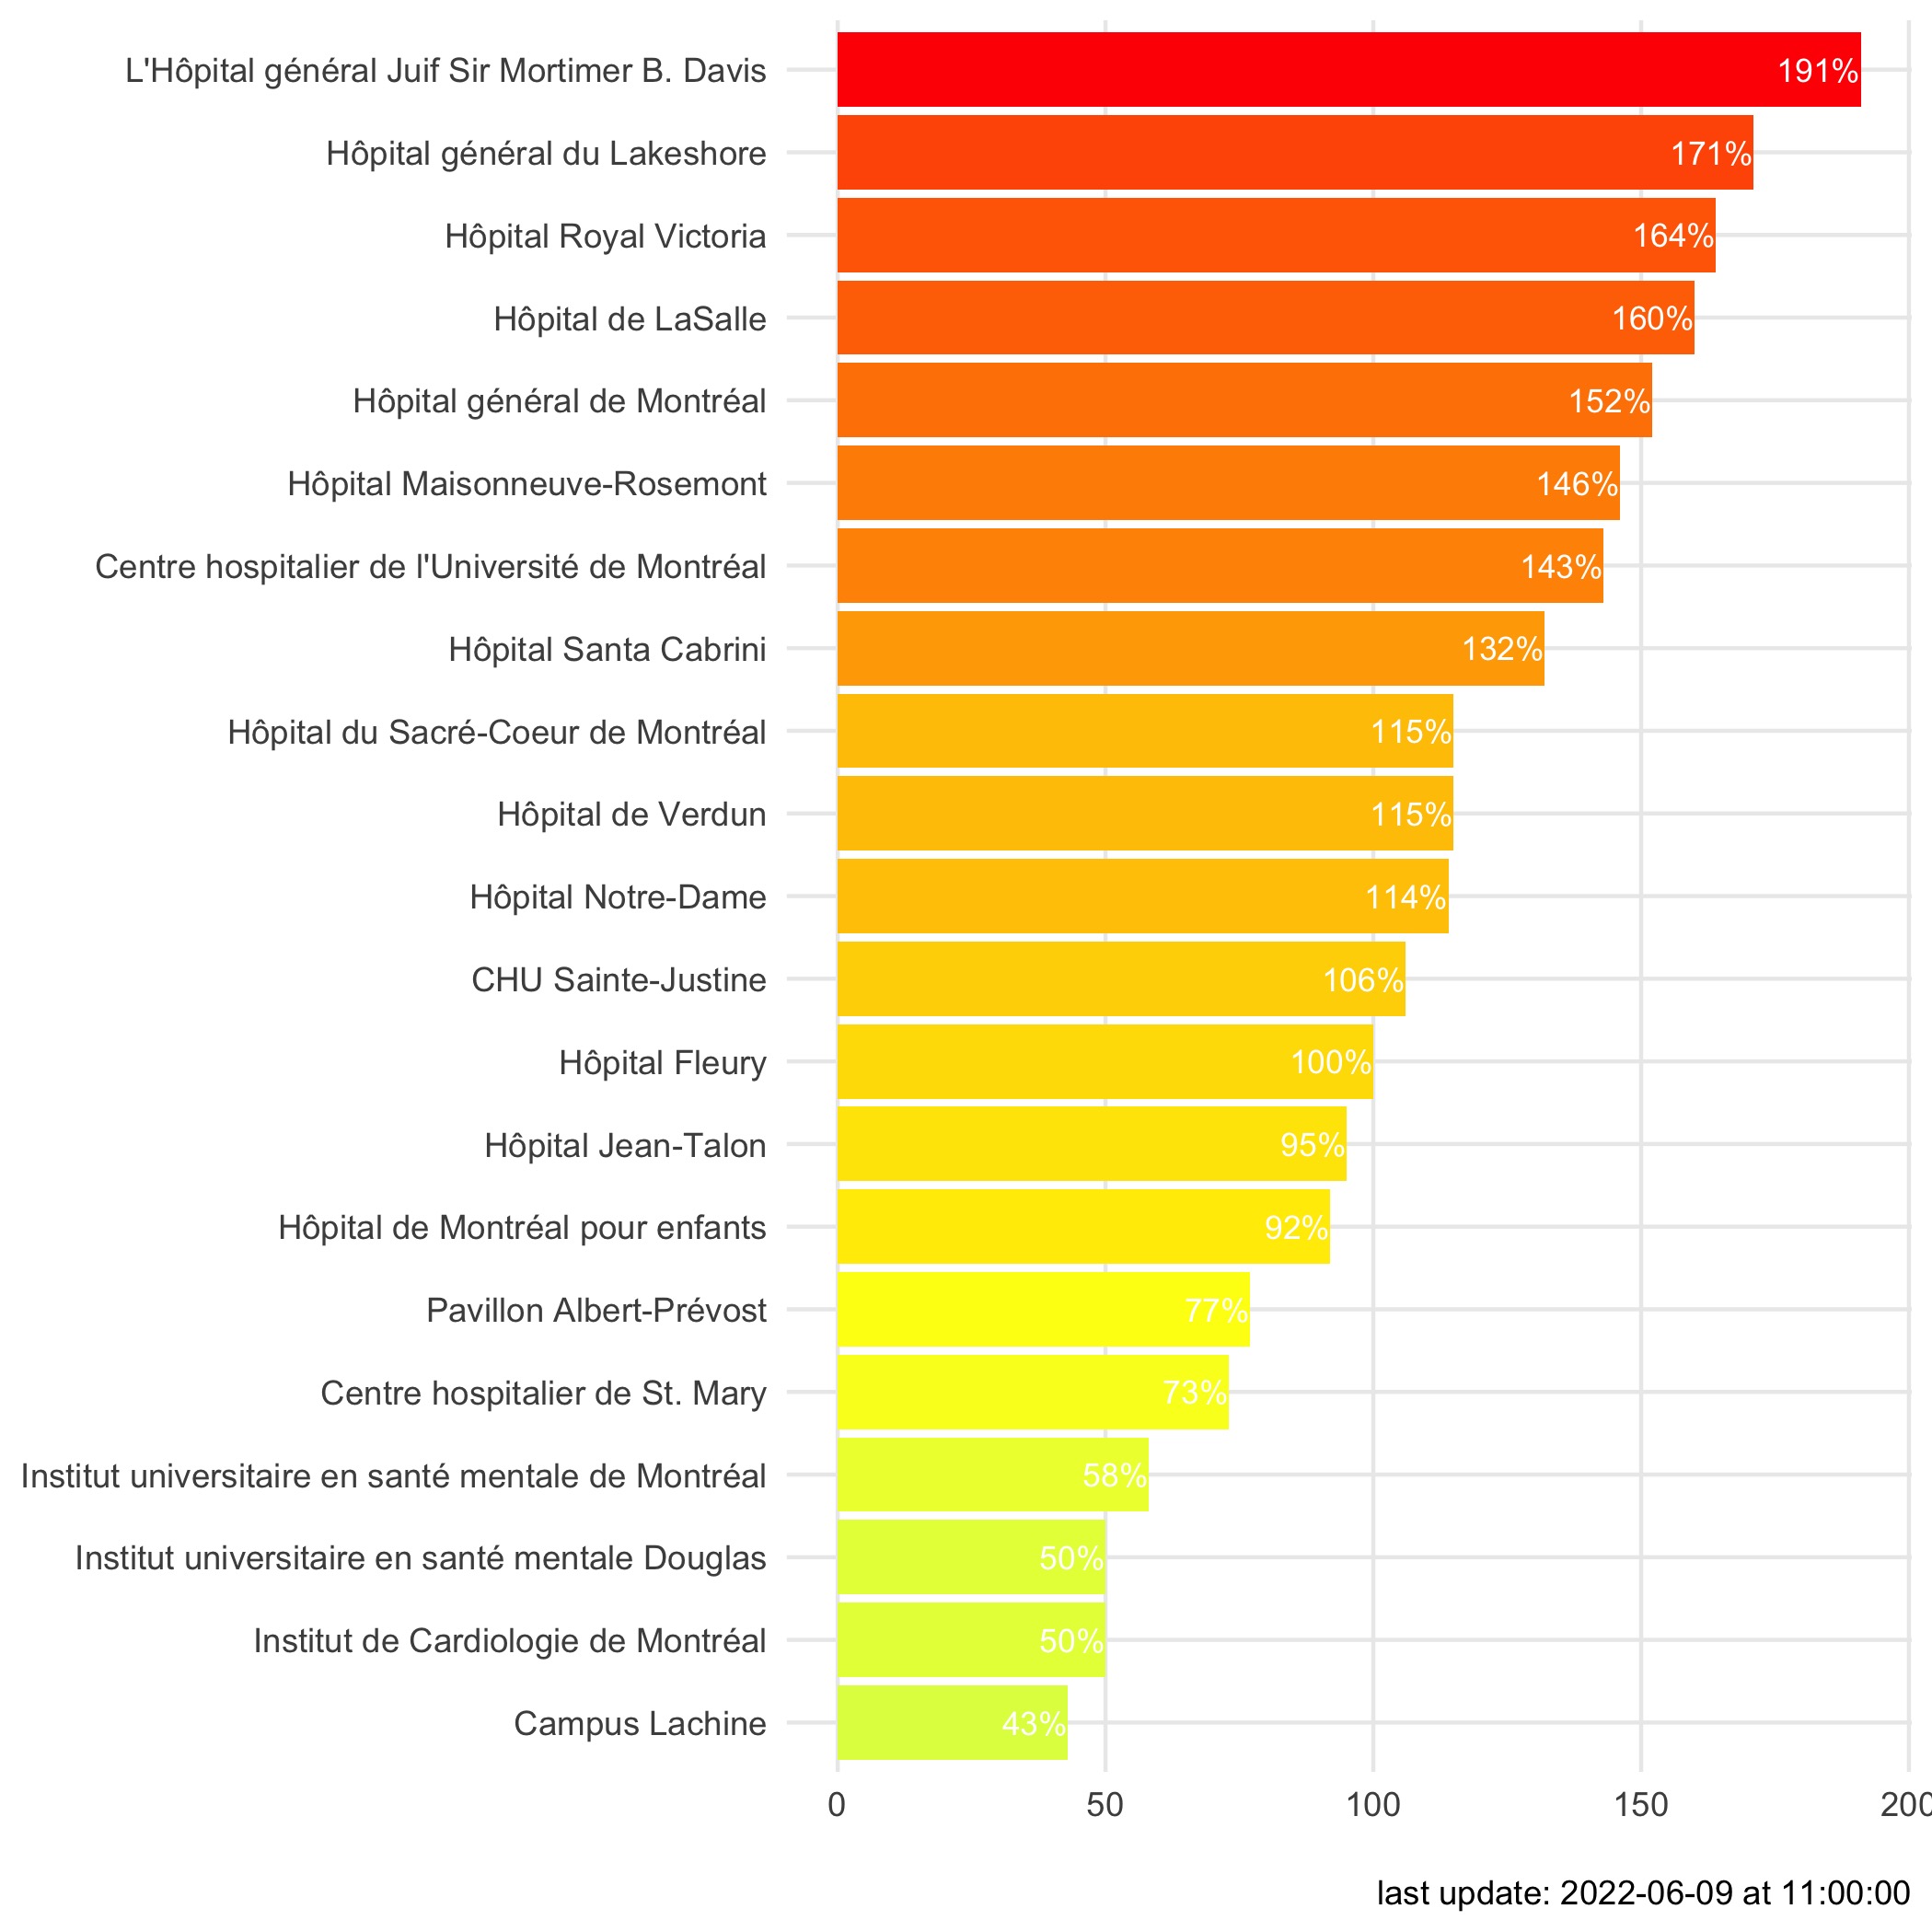 L'Hôpital général Juif Sir Mortimer B. Davis 191%
Hôpital général du Lakeshore 171%
Hôpital Royal Victoria 164%
Hôpital de LaSalle 160%
Hôpital général de Montréal 152%
Hôpital Maisonneuve-Rosemont 146%
Centre hospitalier de l'Université de Montréal 143%
Hôpital Santa Cabrini 132%
Hôpital du Sacré-Coeur de Montréal 115%
Hôpital de Verdun 115%
Hôpital Notre-Dame 114%
CHU Sainte-Justine 106%
Hôpital Fleury 100%
Hôpital Jean-Talon 95%
Hôpital de Montréal pour enfants 92%
Pavillon Albert-Prévost 77%
Centre hospitalier de St. Mary 73%
Institut universitaire en santé mentale de Montréal 58%
Institut universitaire en santé mentale Douglas 50%
Institut de Cardiologie de Montréal 50%
Campus Lachine 43%
0 50 100 150 200
last update: 2022-06-09 at 11:00:00